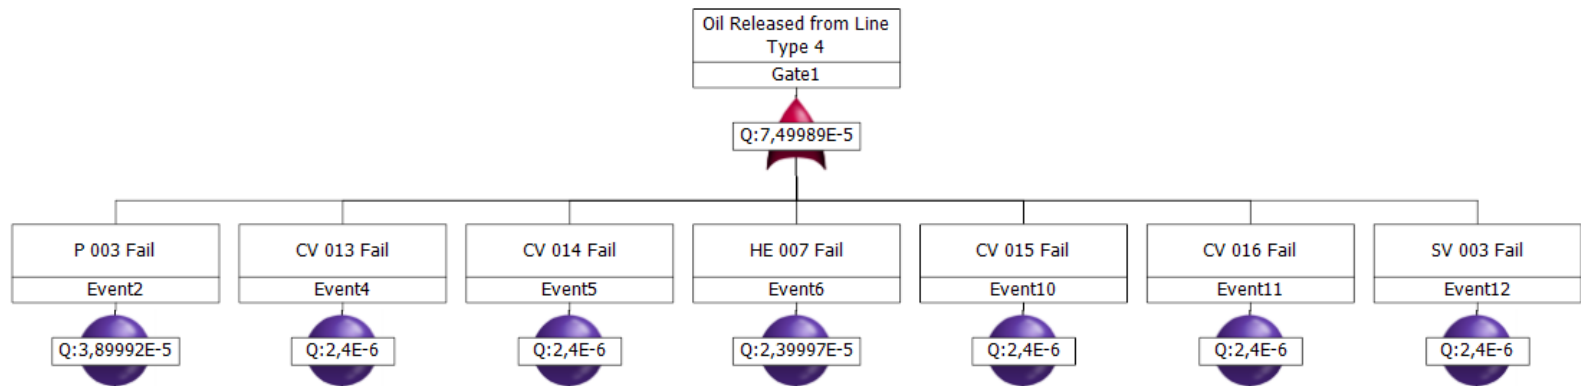 Oil Released from Line
Type 4
Gate1
Q:7,49989E-5
P 003 Fail
CV 013 Fail
CV 014 Fail
HE 007 Fail
CV 015 Fail
CV 016 Fail
SV 003 Fail
Event2
Event4
Event5
Event6
Event10
Event11
Event12
Q:3,89992E-5
Q:2,4E-6
Q:2,4E-6
Q:2,39997E-5
Q:2,4E-6
Q:2,4E-6
Q:2,4E-6